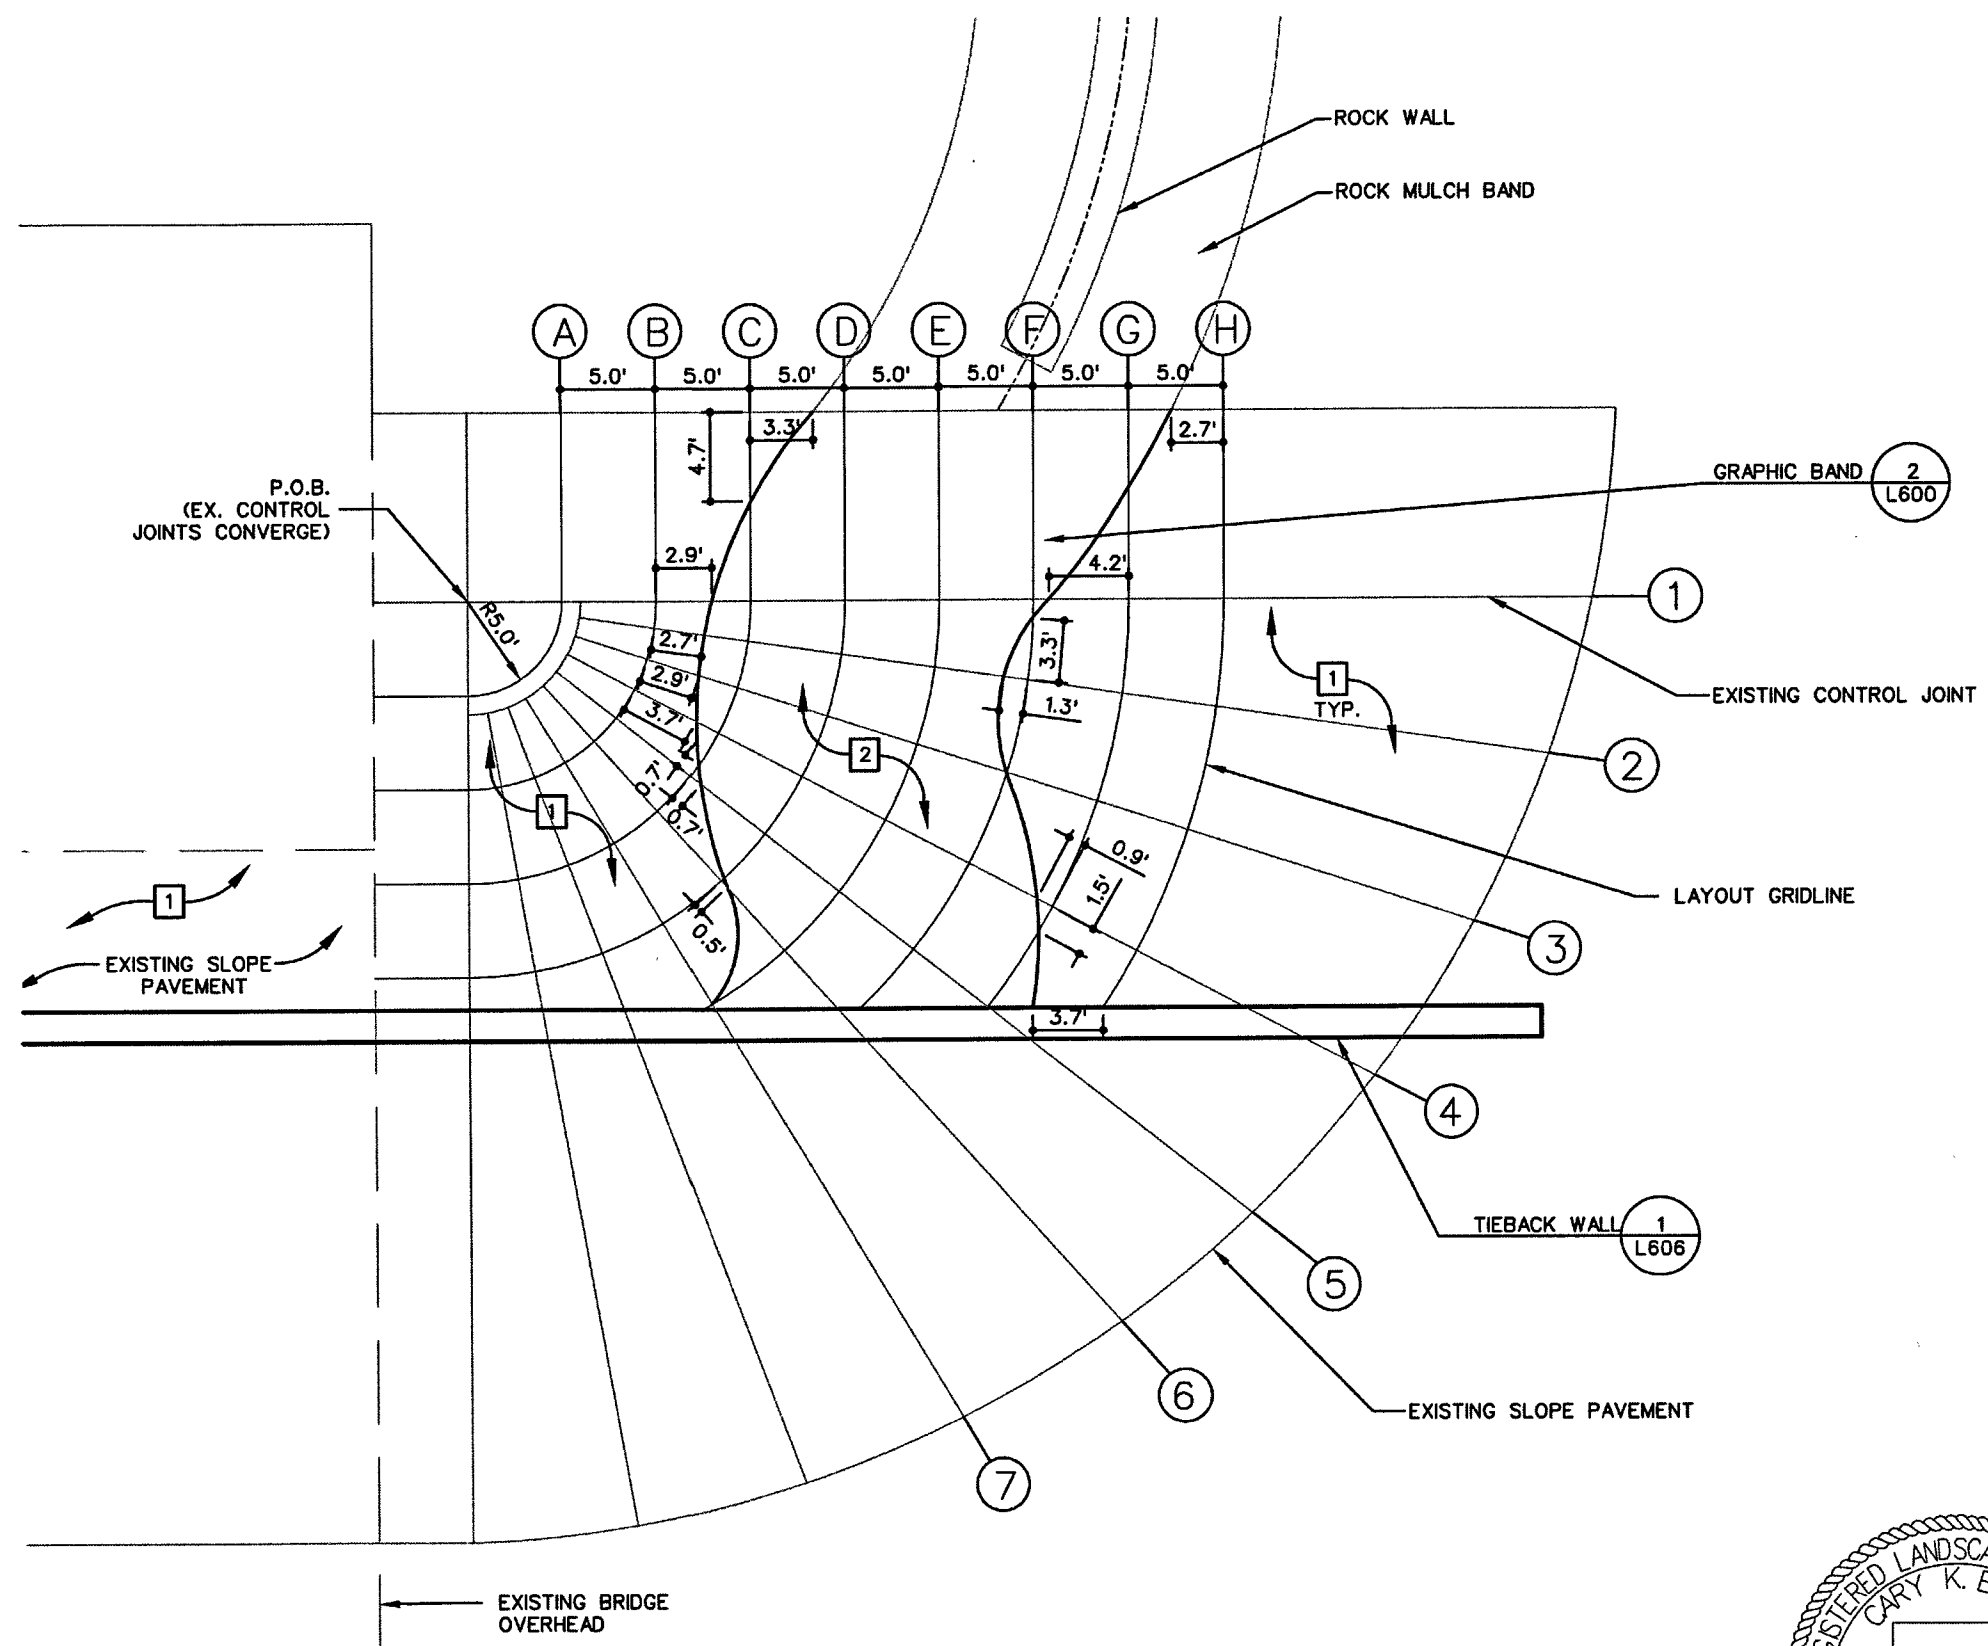 ROCK WALL
ROCK MULCH BAND
A B C D E F G H
5.0' 5.0' 5.0' 5.0' 5.0' 5.0' 5.0'
3.3'
2.7'
4.7'
GRAPHIC BAND
2
L600
P.O.B.
(EX. CONTROL
JOINTS CONVERGE)
2.9'
4.2'
1
R5.0'
2.7'
3.3'
2.9'
1
TYP.
EXISTING CONTROL JOINT
3.7'
1.3'
2
2
0.7'
0.7'
1
0.9'
1.5'
LAYOUT GRIDLINE
1
0.5'
3
EXISTING SLOPE
PAVEMENT
3.7'
4
TIEBACK WALL
1
L606
5
6
EXISTING SLOPE PAVEMENT
7
EXISTING BRIDGE
OVERHEAD
CARY K.